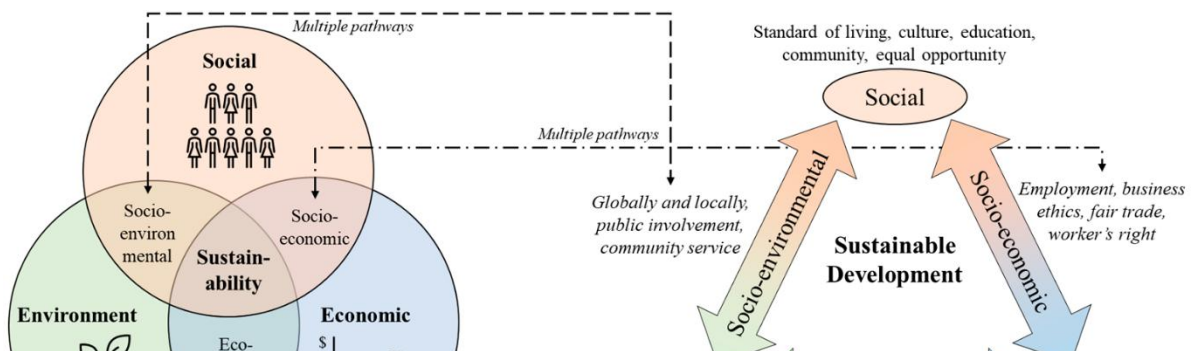 Multiple pathways
Social
Socio-
environ
mental
Socio-
economic
Sustain-
ability
Environment
Economic
Eco-
$
Multiple pathways
Standard of living, culture, education,
community, equal opportunity
Social
Globally and locally,
public involvement,
community service
Socio-environmental
Sustainable
Development
Socio-economic
Employment, business
ethics, fair trade,
worker’s right